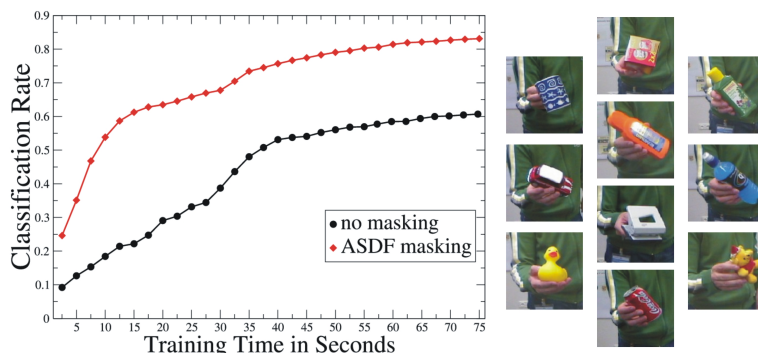 0.9
0.8
0.7
0.6
0.5
0.4
0.3
0.2
0.1
0
Classification Rate
no masking
ASDF masking
5 10 15 20 25 30 35 40 45 50 55 60 65 70 75
Training Time in Seconds